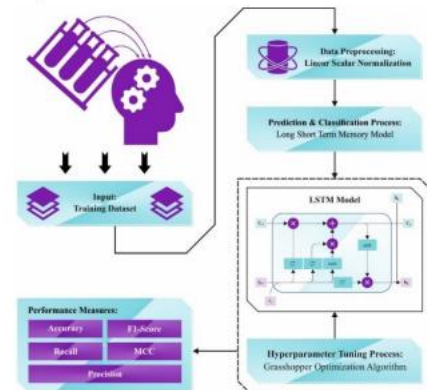 Data Preprocessing:
Linear Scalar Normalization
Prediction & Classification Process:
Long Short Term Memory Model
Input:
Training Dataset
LSTM Model
Performance Measures:
Accuracy
F1-Score
Recall
MCC
Precision
Hyperparameter Tuning Process:
Grasshopper Optimization Algorithm